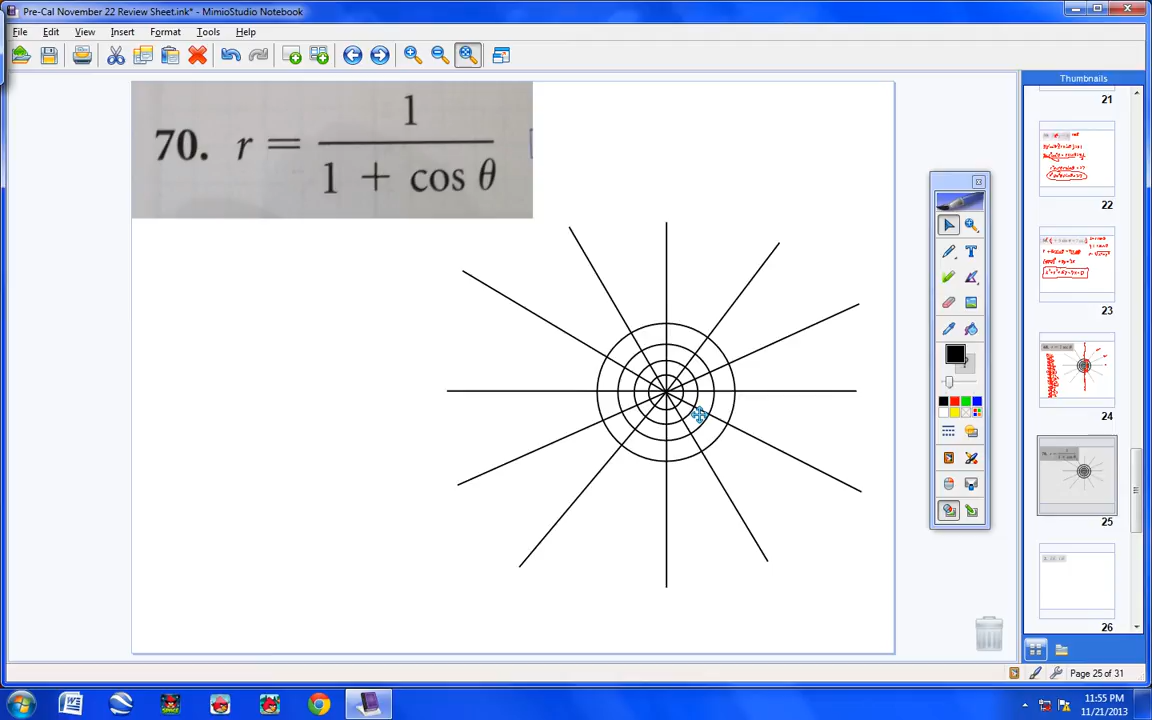 Pre-Cal November 22 Review Sheet.ink* - MimioStudio Notebook
File Edit View Insert Format Tools Help
70. r = 1 / (1 + cos θ)
Thumbnails
21
22
23
24
25
26
T
?
Page 25 of 31
11:55 PM
11/21/2013